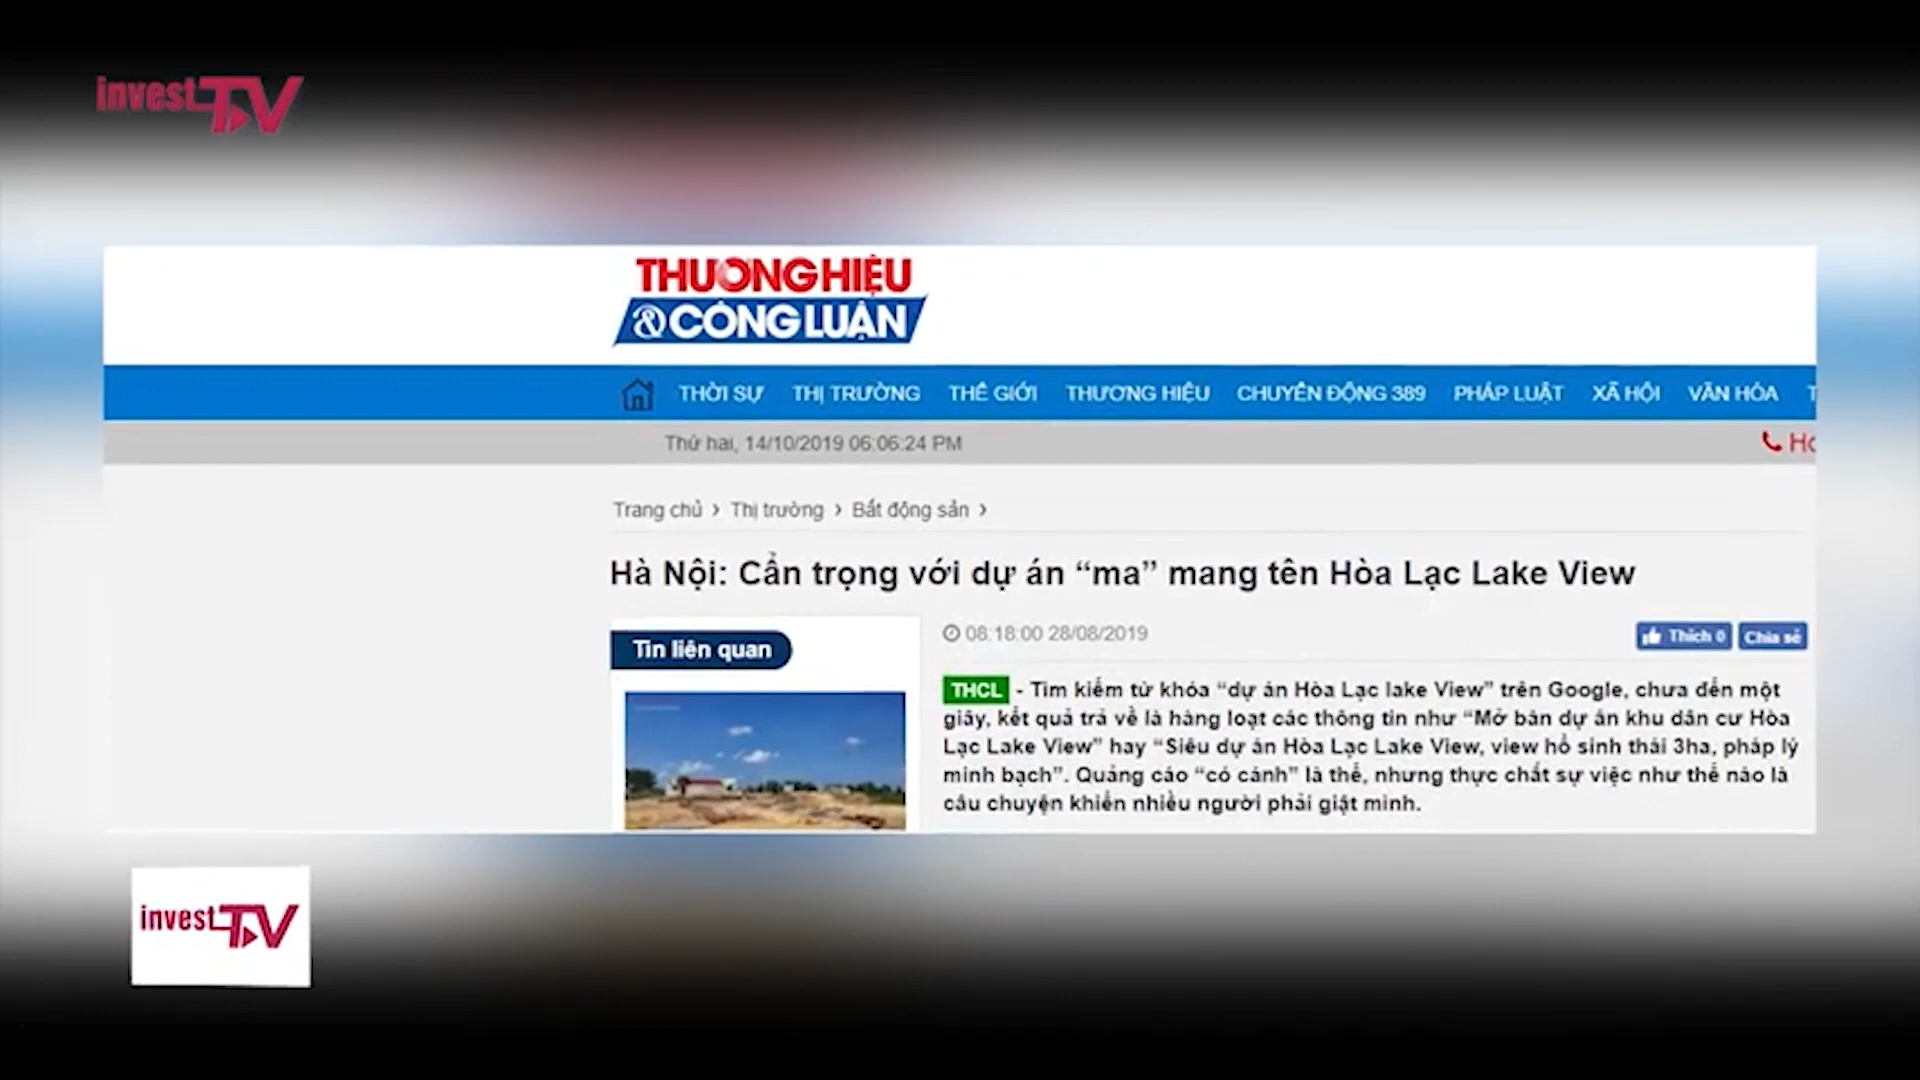 invest TV
THƯƠNG HIỆU
& CÔNG LUẬN
THỜI SỰ THỊ TRƯỜNG THẾ GIỚI THƯƠNG HIỆU CHUYỂN ĐỘNG 389 PHÁP LUẬT XÃ HỘI VĂN HÓA
Thứ hai, 14/10/2019 06:06:24 PM
Trang chủ › Thị trường › Bất động sản ›
Hà Nội: Cẩn trọng với dự án “ma” mang tên Hòa Lạc Lake View
Tin liên quan
08:18:00 28/08/2019
Thích 0 Chia sẻ
THCL - Tìm kiếm từ khóa “dự án Hòa Lạc lake View” trên Google, chưa đến một
giây, kết quả trả về là hàng loạt các thông tin như “Mở bán dự án khu dân cư Hòa
Lạc Lake View” hay “Siêu dự án Hòa Lạc Lake View, view hồ sinh thái 3ha, pháp lý
minh bạch”. Quảng cáo “có cánh” là thế, nhưng thực chất sự việc như thế nào là
câu chuyện khiến nhiều người phải giật mình.
invest TV